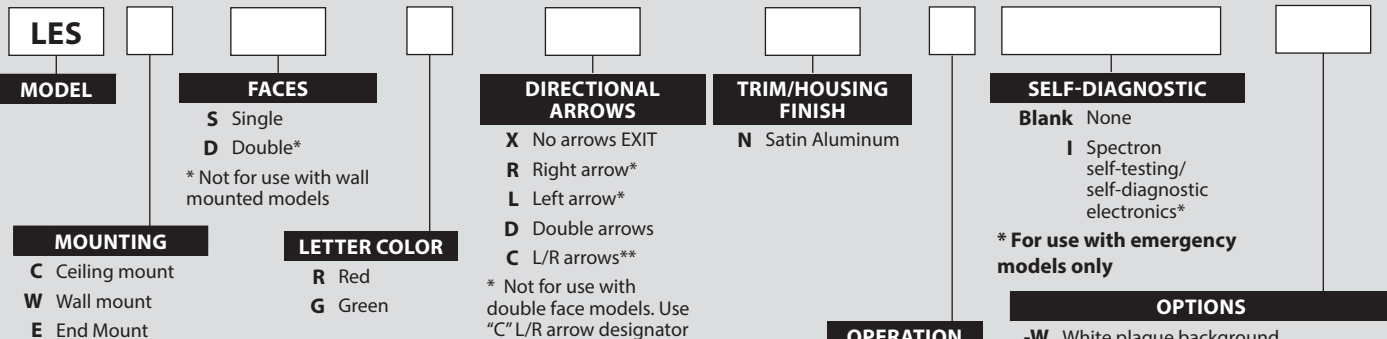 LES
MODEL
FACES
S Single
D Double*
* Not for use with wall
mounted models
DIRECTIONAL
ARROWS
X No arrows EXIT
R Right arrow*
L Left arrow*
D Double arrows
C L/R arrows**
* Not for use with
double face models. Use
“C” L/R arrow designator
TRIM/HOUSING
FINISH
N Satin Aluminum
SELF-DIAGNOSTIC
Blank None
I Spectron
self-testing/
self-diagnostic
electronics*
* For use with emergency
models only
MOUNTING
C Ceiling mount
W Wall mount
E End Mount
LETTER COLOR
R Red
G Green
OPERATION
OPTIONS
-W White plaque background